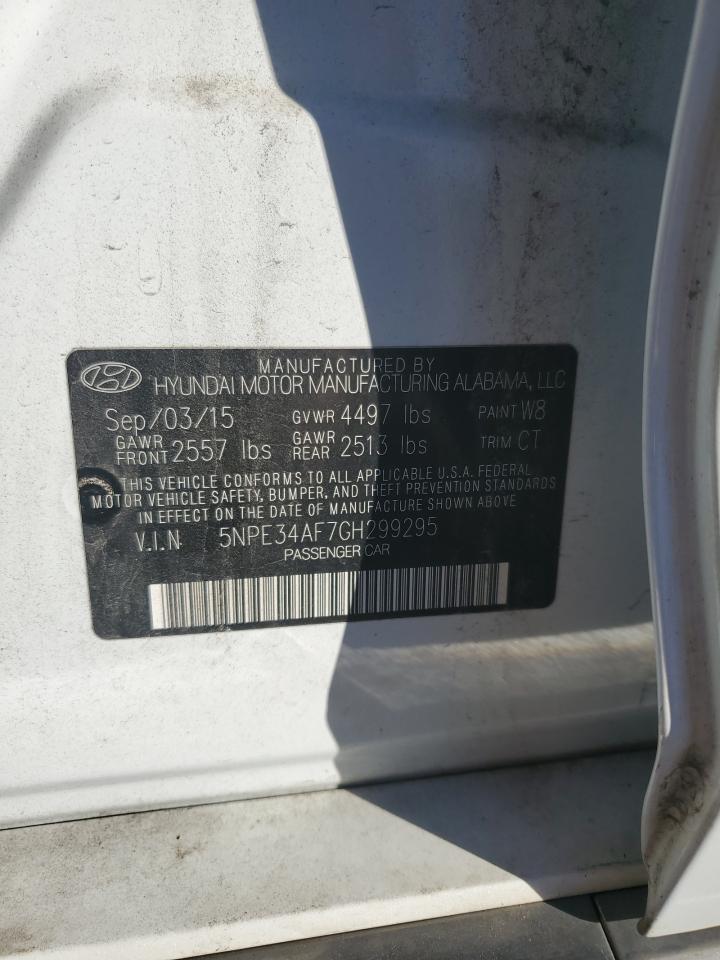 MANUFACTURED BY
HYUNDAI MOTOR MANUFACTURING ALABAMA, LLC
Sep/03/15 GVWR 4497 lbs PAINT W8
GAWR FRONT 2557 lbs GAWR REAR 2513 lbs TRIM CT
THIS VEHICLE CONFORMS TO ALL APPLICABLE U.S.A. FEDERAL
MOTOR VEHICLE SAFETY, BUMPER, AND THEFT PREVENTION STANDARDS
IN EFFECT ON THE DATE OF MANUFACTURE SHOWN ABOVE.
V.I.N 5NPE34AF7GH299295
PASSENGER CAR